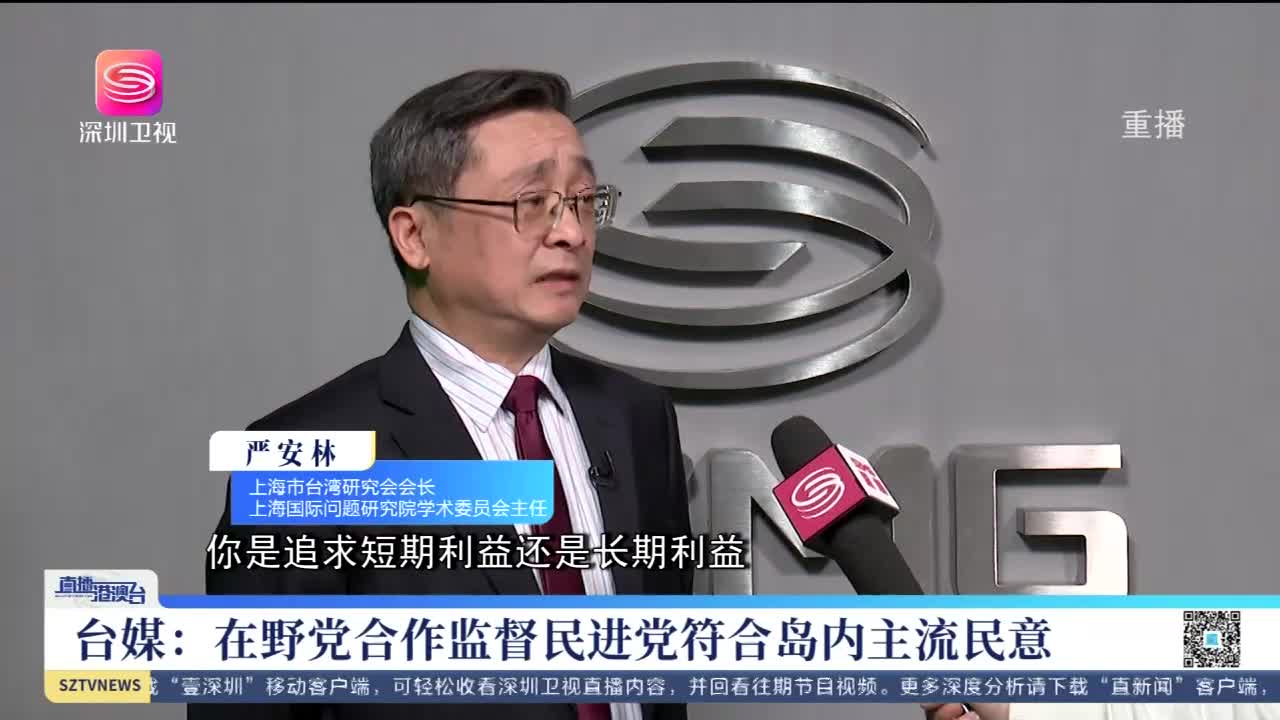 深圳卫视
重播
严安林
上海市台湾研究会会长
上海国际问题研究院学术委员会主任
你是追求短期利益还是长期利益
直播港澳台
台媒：在野党合作监督民进党符合岛内主流民意
SZTVNEWS
“壹深圳”移动客户端，可轻松收看深圳卫视直播内容，并回看往期节目视频。更多深度分析请下载“直新闻”客户端，